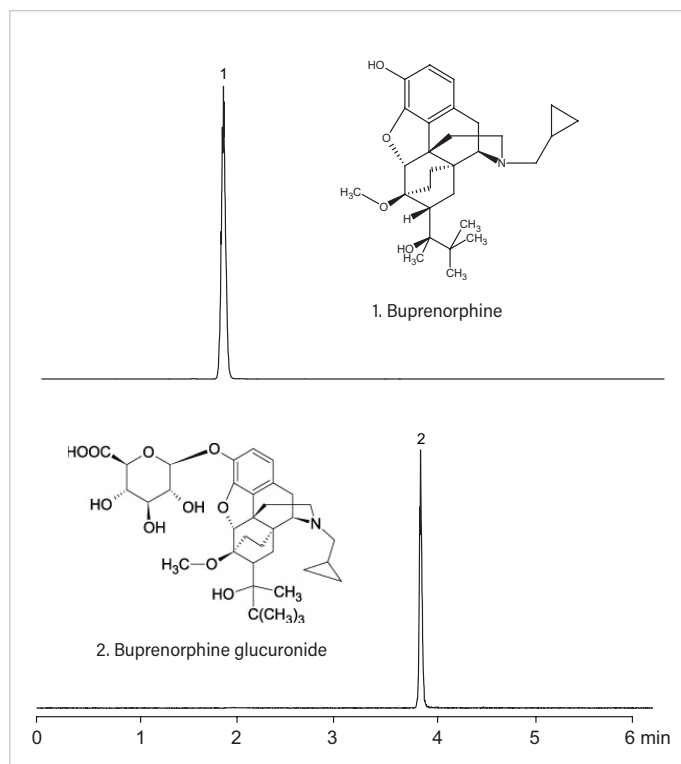 1
HO
O
N
H₃C
O
H
HO
H₃C
CH₃
CH₃
CH₃
1. Buprenorphine
2
HOOC
O
O
HO
OH
OH
O
N
H₃C—O
HO
CH₃
C(CH₃)₃
2. Buprenorphine glucuronide
0 1 2 3 4 5 6 min